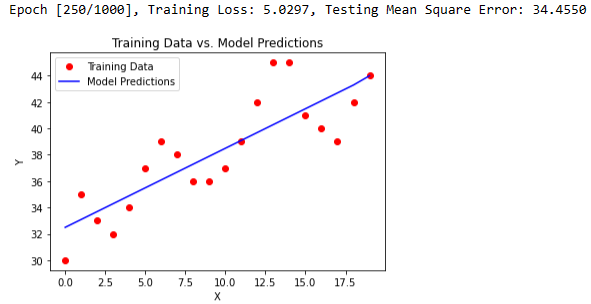 Epoch [250/1000], Training Loss: 5.0297, Testing Mean Square Error: 34.4550
Training Data vs. Model Predictions
Training Data
Model Predictions
44
42
40
38
36
34
32
30
Y
0.0 2.5 5.0 7.5 10.0 12.5 15.0 17.5
X